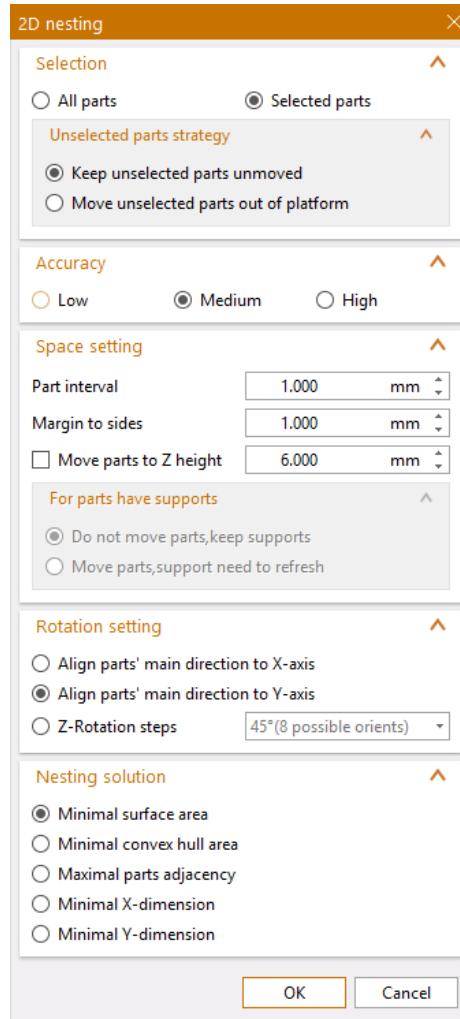 2D nesting
Selection
All parts Selected parts
Unselected parts strategy
Keep unselected parts unmoved
Move unselected parts out of platform
Accuracy
Low Medium High
Space setting
Part interval 1.000 mm
Margin to sides 1.000 mm
Move parts to Z height 6.000 mm
For parts have supports
Do not move parts,keep supports
Move parts,support need to refresh
Rotation setting
Align parts' main direction to X-axis
Align parts' main direction to Y-axis
Z-Rotation steps 45°(8 possible orients)
Nesting solution
Minimal surface area
Minimal convex hull area
Maximal parts adjacency
Minimal X-dimension
Minimal Y-dimension
OK Cancel